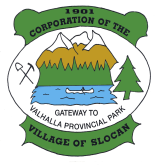 1901
CORPORATION OF THE
GATEWAY TO
VALHALLA PROVINCIAL PARK
VILLAGE OF SLOCAN